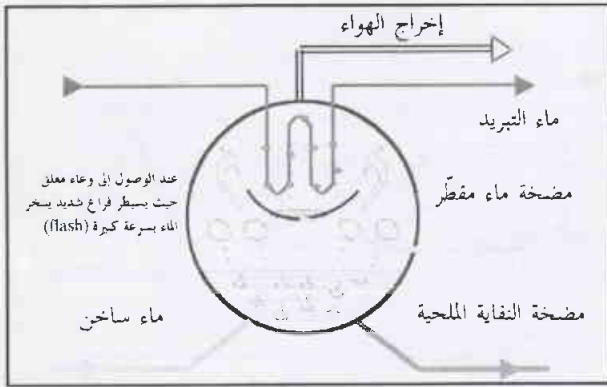 إخراج الهواء
ماء التبريد
مضخة ماء مقطّر
عند الوصول إلى وعاء مغلق
حيث يسيطر فراغ شديد يتبخر
الماء بسرعة كبيرة (flash)
مضخة النفاية الملحية
ماء ساخن